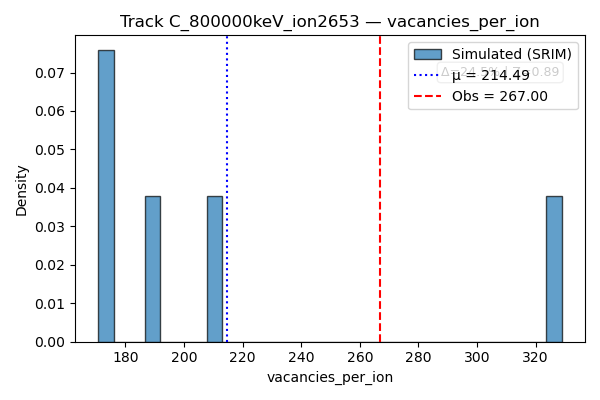 Track C_800000keV_ion2653 — vacancies_per_ion
Simulated (SRIM)
μ = 214.49
Obs = 267.00
Density
0.07
0.06
0.05
0.04
0.03
0.02
0.01
0.00
180
200
220
240
260
280
300
320
vacancies_per_ion